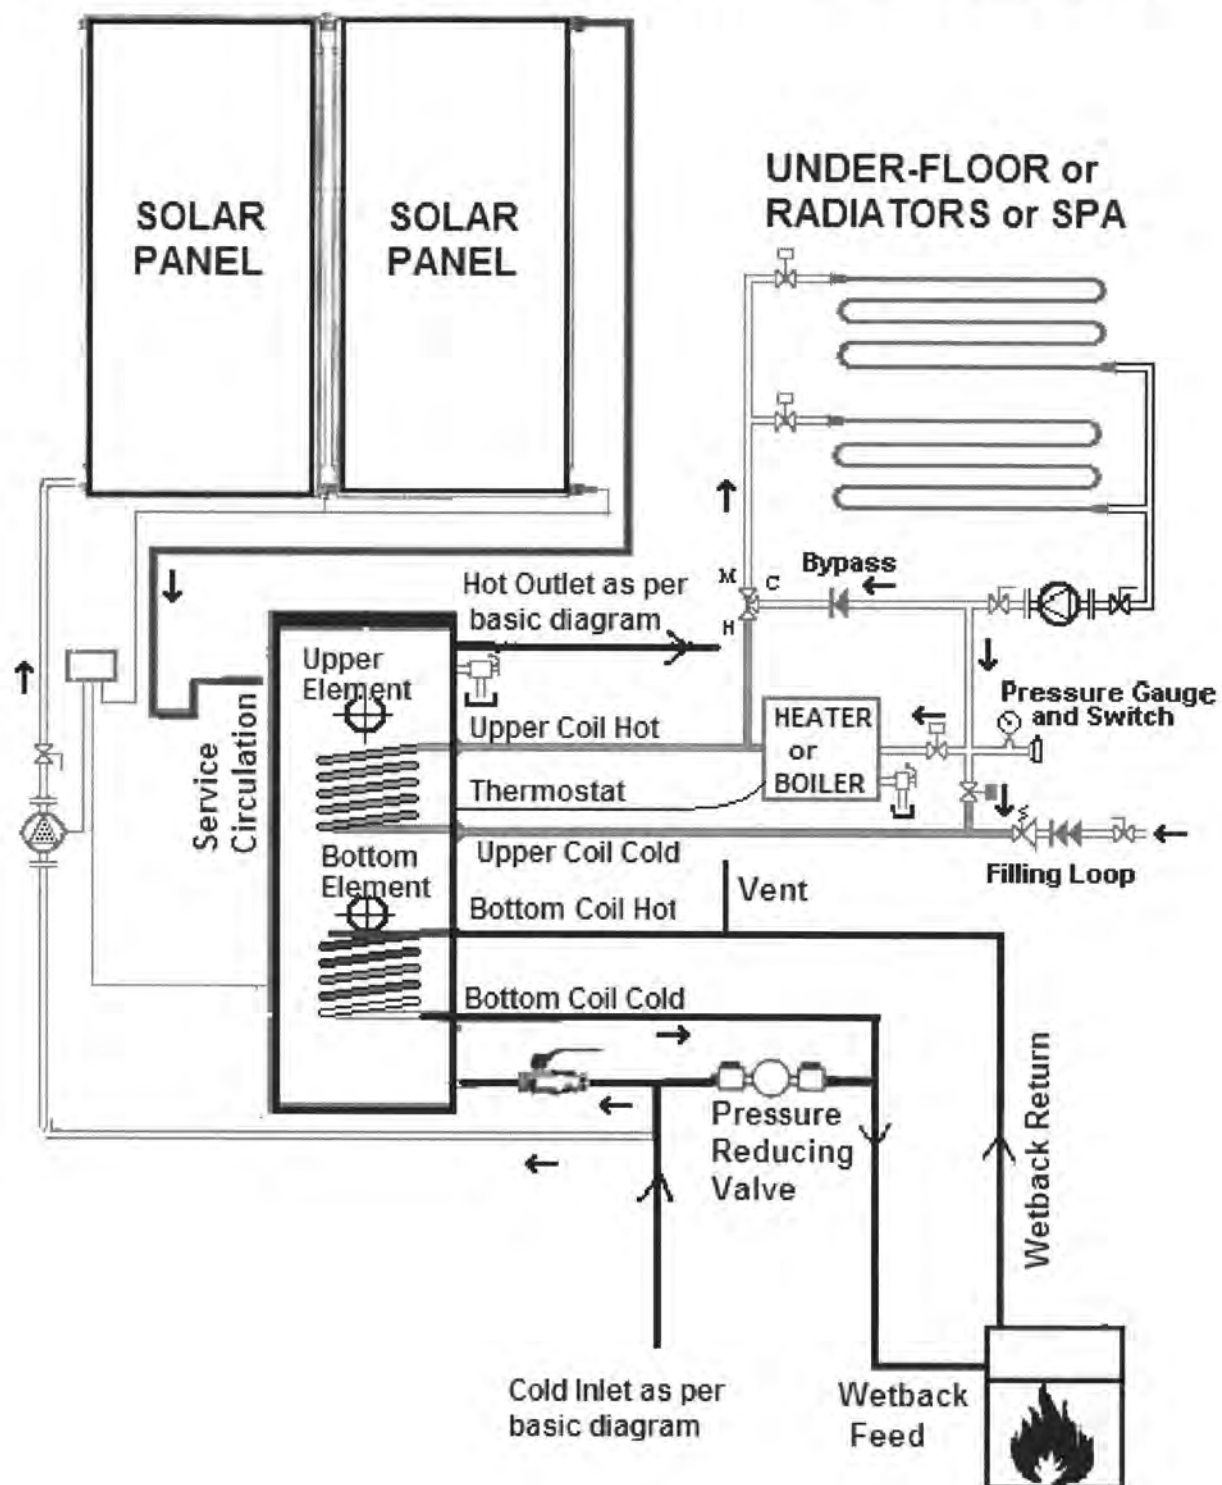 SOLAR
PANEL
SOLAR
PANEL
UNDER-FLOOR or
RADIATORS or SPA
Bypass
M
C
H
Hot Outlet as per
basic diagram
Upper
Element
Pressure Gauge
and Switch
HEATER
or
BOILER
Upper Coil Hot
Service
Circulation
Thermostat
Bottom
Element
Upper Coil Cold
Filling Loop
Vent
Bottom Coil Hot
Bottom Coil Cold
Pressure
Reducing
Valve
Wetback Return
Cold Inlet as per
basic diagram
Wetback
Feed